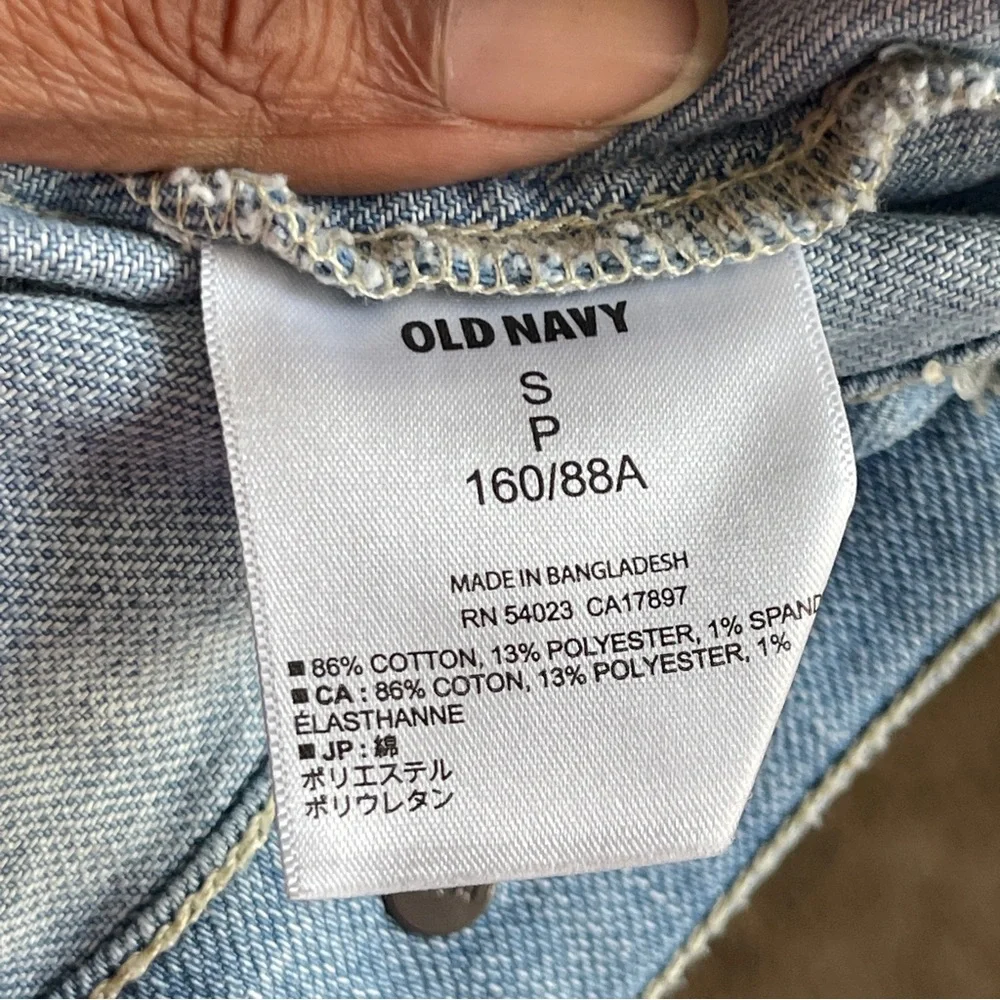 OLD NAVY
S
P
160/88A
MADE IN BANGLADESH
RN 54023 CA17897
■ 86% COTTON, 13% POLYESTER, 1% SPAND
■ CA : 86% COTON, 13% POLYESTER, 1%
ÉLASTHANNE
■ JP : 綿
ポリエステル
ポリウレタン